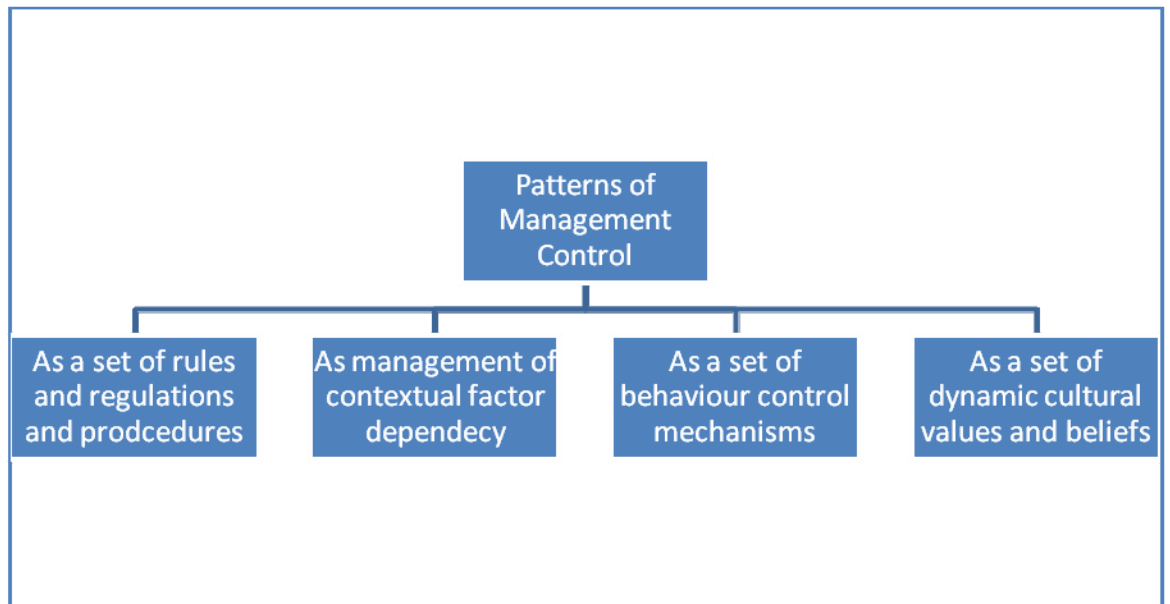 Patterns of
Management
Control
As a set of rules
and regulations
and prodcedures
As management of
contextual factor
dependecy
As a set of
behaviour control
mechanisms
As a set of
dynamic cultural
values and beliefs